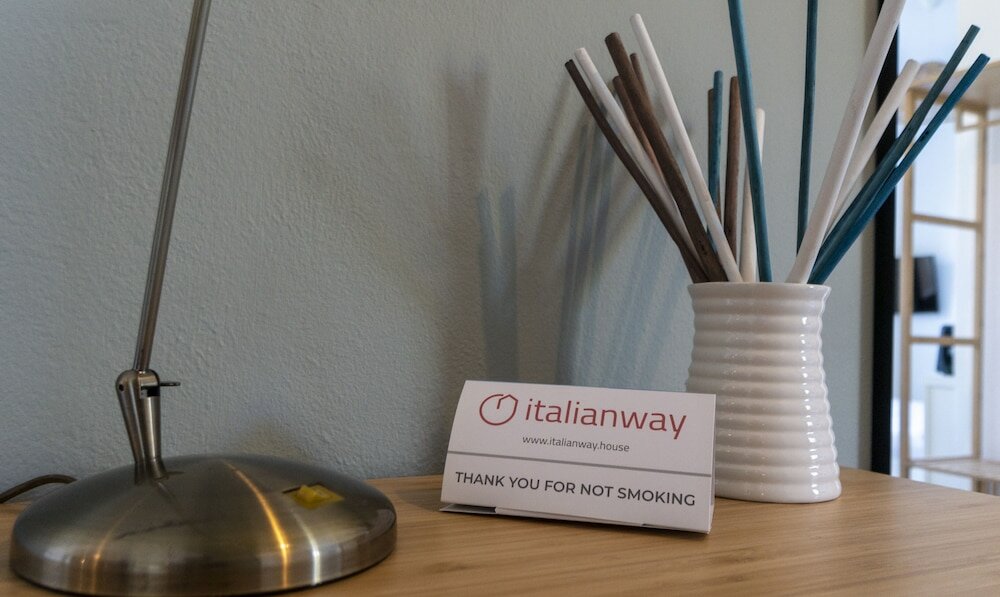 italianway
www.italianway.house
THANK YOU FOR NOT SMOKING